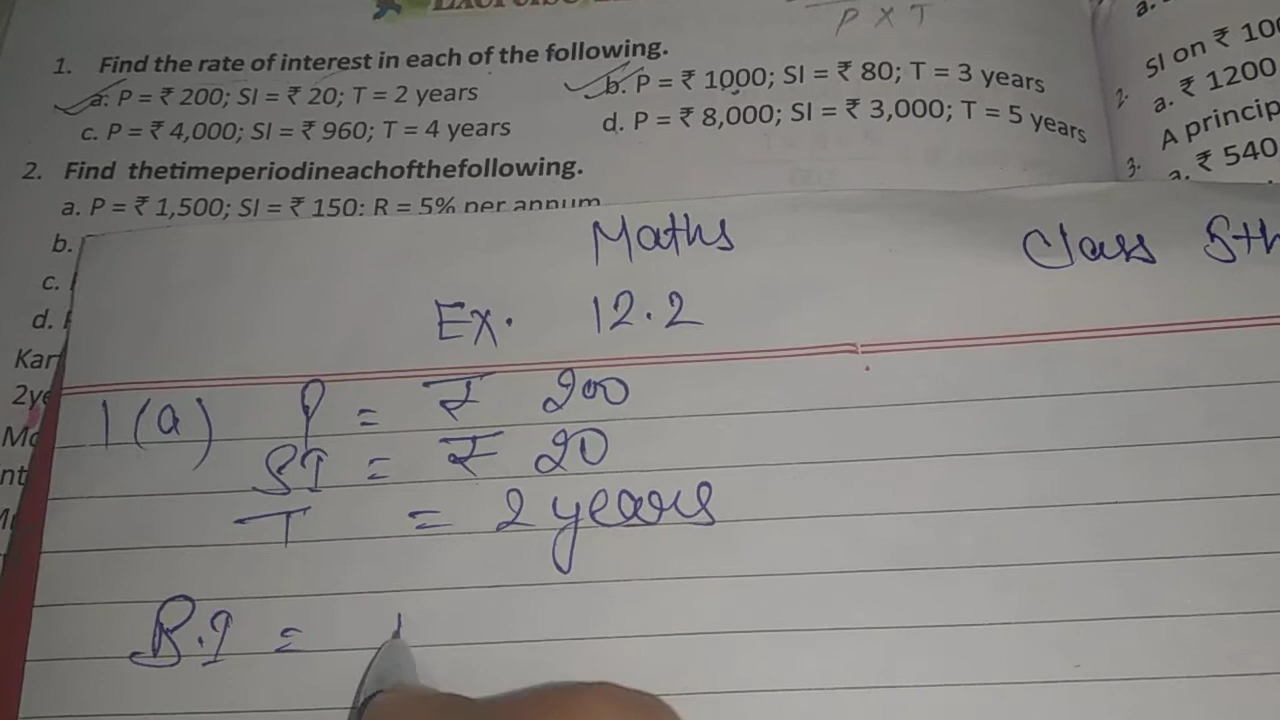 P X T
1. Find the rate of interest in each of the following.
a. P = ₹ 200; SI = ₹ 20; T = 2 years
b. P = ₹ 1000; SI = ₹ 80; T = 3 years
c. P = ₹ 4,000; SI = ₹ 960; T = 4 years
d. P = ₹ 8,000; SI = ₹ 3,000; T = 5 years
2. Find thetimeperiodineachofthefollowing.
a. P = ₹ 1,500; SI = ₹ 150: R = 5% per annum
b.
c.
d.
a.
SI on ₹
2.
a. ₹ 1200
3. A
a. ₹ 540
Maths Class 5th
Ex. 12.2
1(a) P = ₹ 200
SI = ₹ 20
T = 2 years
R.I =